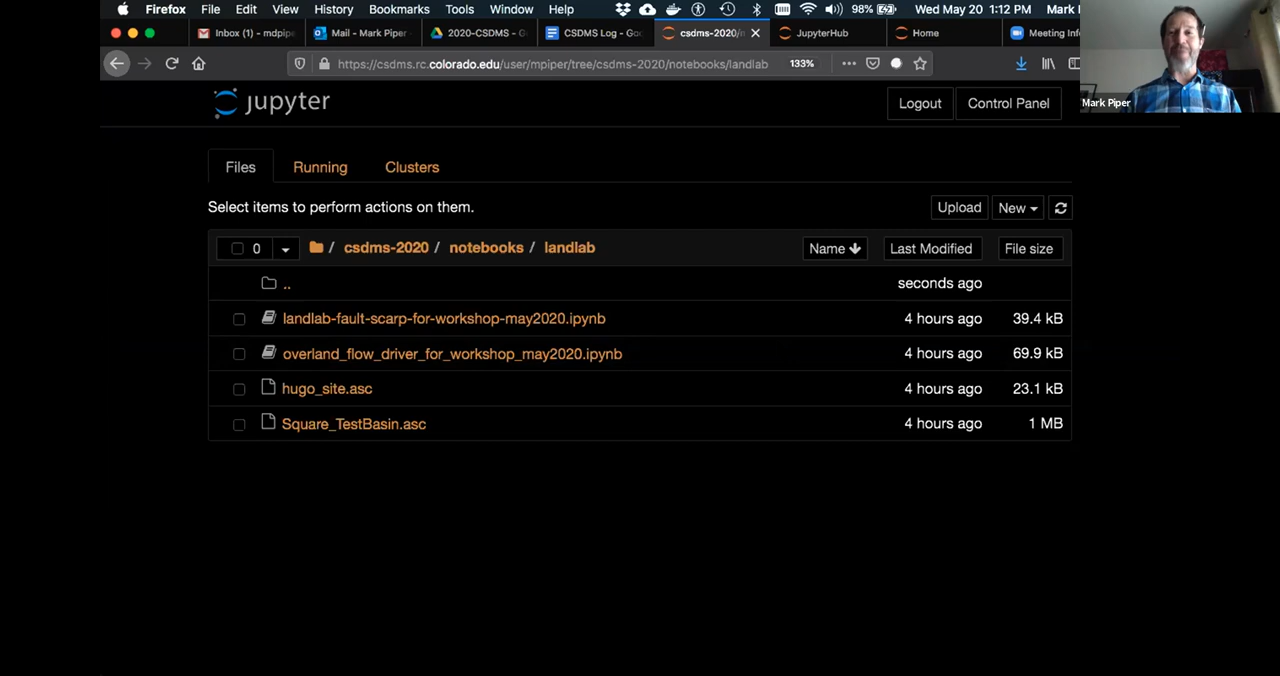 Firefox File Edit View History Bookmarks Tools Window Help 98% Wed May 20 1:12 PM Mark
Inbox (1) - mdpipe Mail - Mark Piper 2020-CSDMS - G CSDMS Log - Goo csdms-2020/n JupyterHub Home Meeting Info
https://csdms.rc.colorado.edu/user/mpiper/tree/csdms-2020/notebooks/landlab 133%
Mark Piper
jupyter Logout Control Panel
Files Running Clusters
Select items to perform actions on them. Upload New
0 / csdms-2020 / notebooks / landlab Name Last Modified File size
.. seconds ago
landlab-fault-scarp-for-workshop-may2020.ipynb 4 hours ago 39.4 kB
overland_flow_driver_for_workshop_may2020.ipynb 4 hours ago 69.9 kB
hugo_site.asc 4 hours ago 23.1 kB
Square_TestBasin.asc 4 hours ago 1 MB